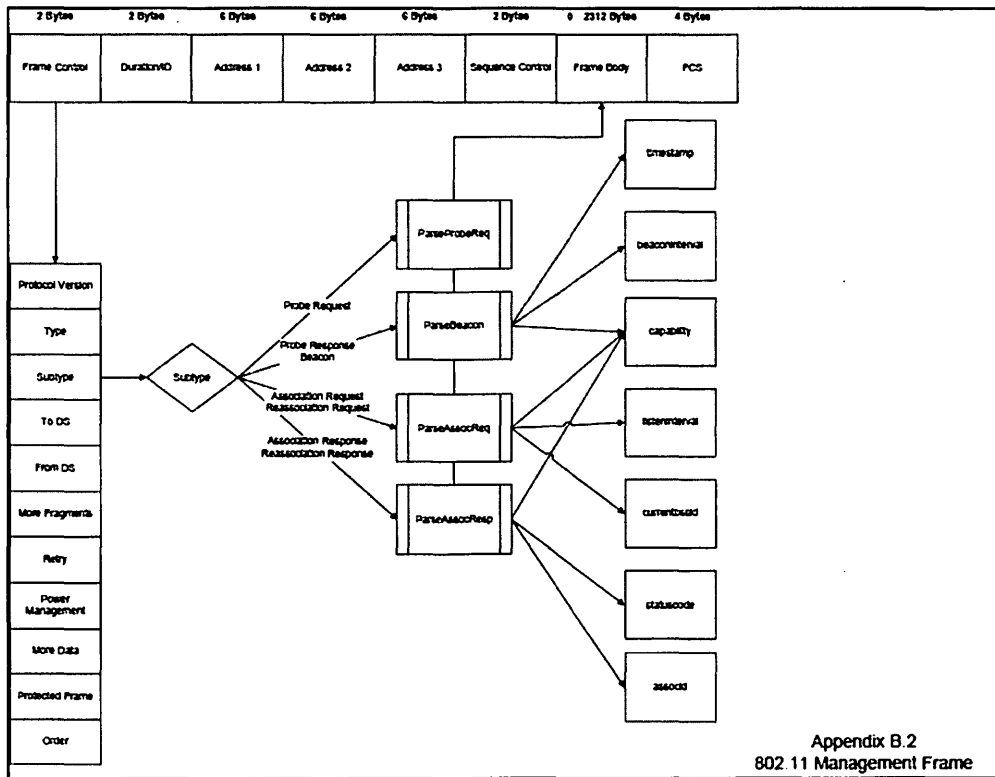 2 Bytes 2 Bytes 6 Bytes 6 Bytes 6 Bytes 2 Bytes 0 2312 Bytes 4 Bytes
Frame Control Duration/ID Address 1 Address 2 Address 3 Sequence Control Frame Body FCS
timestamp
ParseProbeReq
beaconinterval
Protocol Version
Probe Request
Type
ParseBeacon
capability
Probe Response
Beacon
Subtype
Subtype
Association Request
Reassociation Request
To DS
ParseAssocReq
listeninterval
Association Response
Reassociation Response
From DS
More Fragments
ParseAssocResp
currentbssid
Retry
Power
Management
statuscode
More Data
Protected Frame
associd
Order
Appendix B.2
802.11 Management Frame